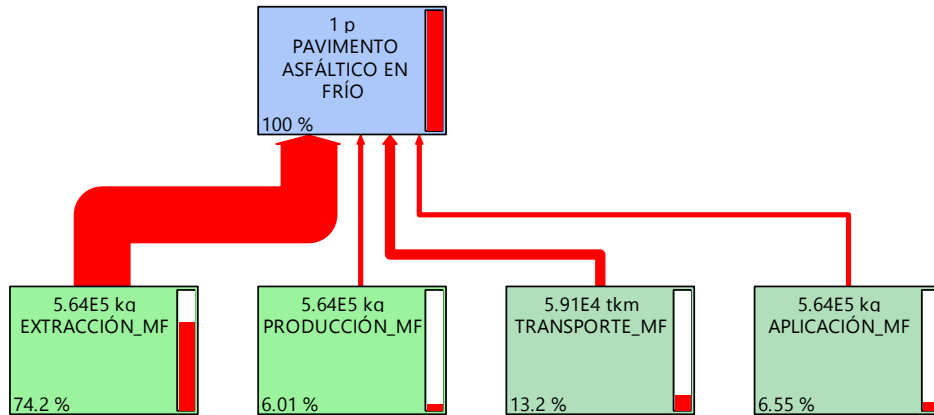 1 p
PAVIMENTO
ASFÁLTICO EN
FRÍO
100 %
5.64E5 kg
EXTRACCIÓN_MF
74.2 %
5.64E5 kg
PRODUCCIÓN_MF
6.01 %
5.91E4 tkm
TRANSPORTE_MF
13.2 %
5.64E5 kg
APLICACIÓN_MF
6.55 %